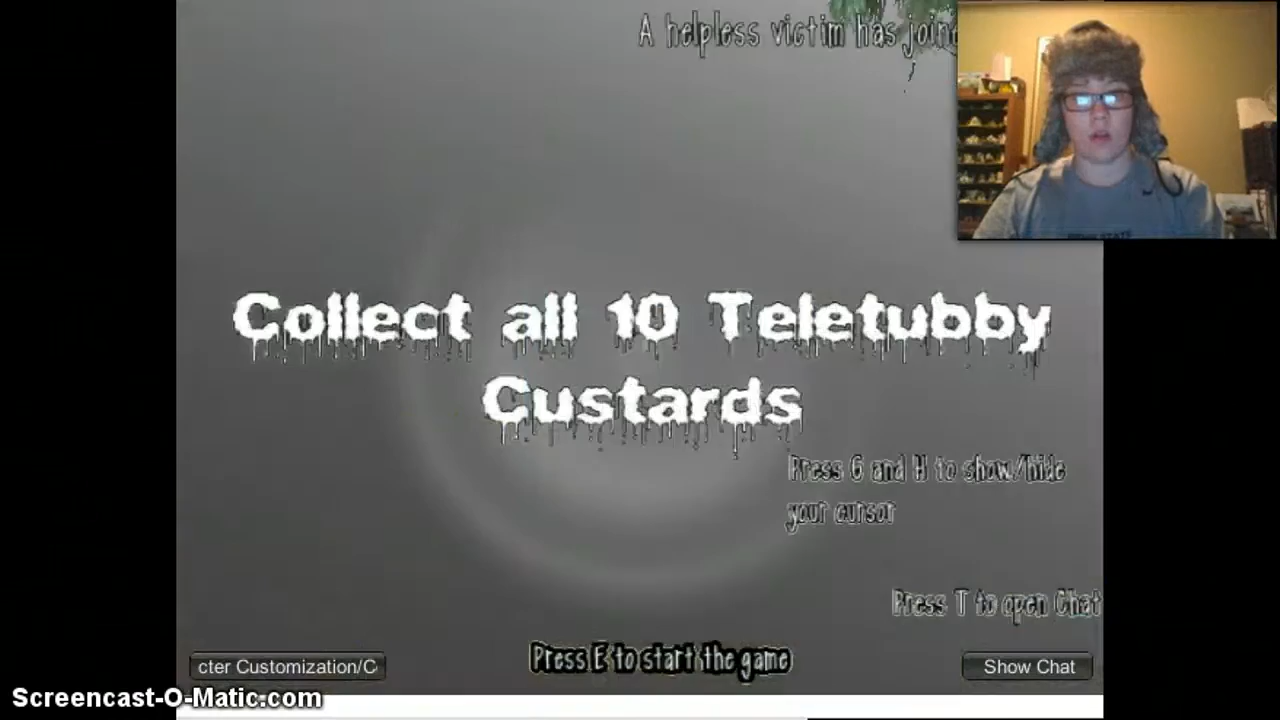 A helpless victim has
Collect all 10 Teletubby
Custards
Press G and H to show/hide
your cursor
Press T to open Chat
Press E to start the game
cter Customization/C
Show Chat
Screencast-O-Matic.com